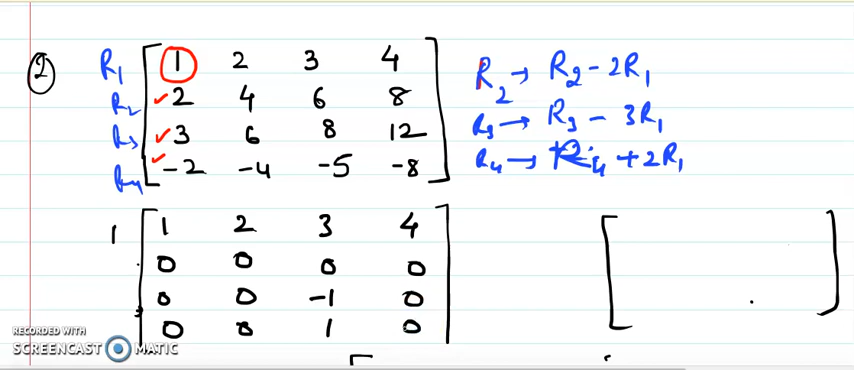 2 R1 1 2 3 4 R2 → R2 - 2R1
R2 2 4 6 8
R3 3 6 8 12 R3 → R3 - 3R1
R4 -2 -4 -5 -8 R4 → R4 + 2R1
1 1 2 3 4
0 0 0 0
0 0 -1 0
0 0 1 0
RECORDED WITH
SCREENCAST MATIC